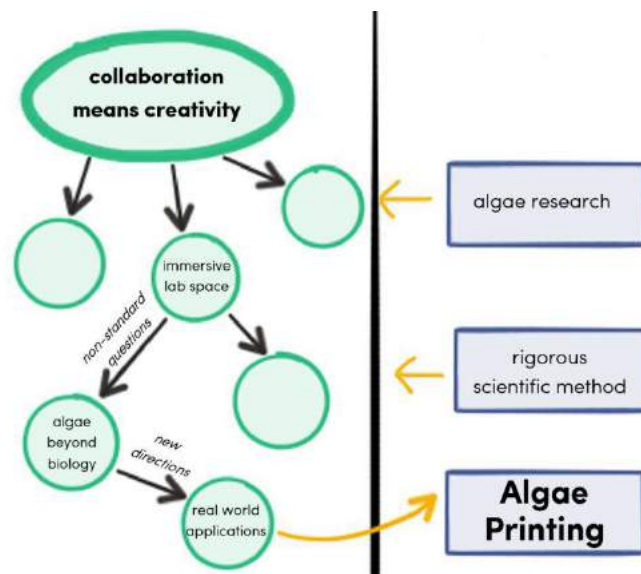 collaboration
means creativity
algae research
immersive
lab space
non-standard
questions
rigorous
scientific method
algae
beyond
biology
new
directions
real world
applications
Algae
Printing